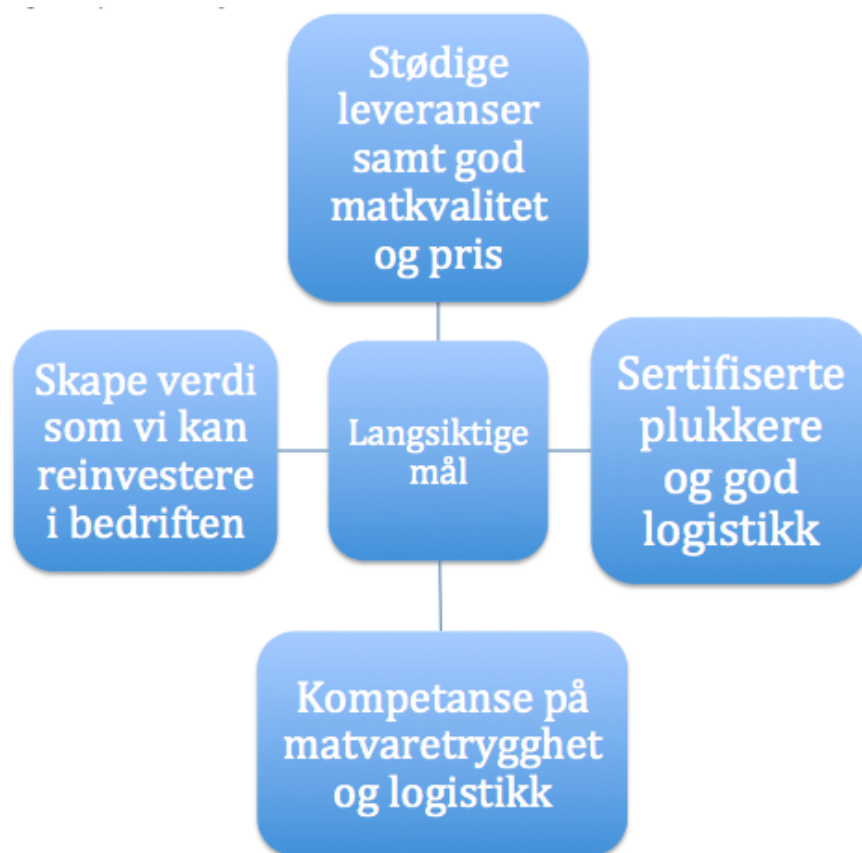 Stødige
leveranser
samt god
matkvalitet
og pris
Skape verdi
som vi kan
reinvestere
i bedriften
Langsiktige
mål
Sertifiserte
plukkere
og god
logistikk
Kompetanse på
matvaretrygghet
og logistikk